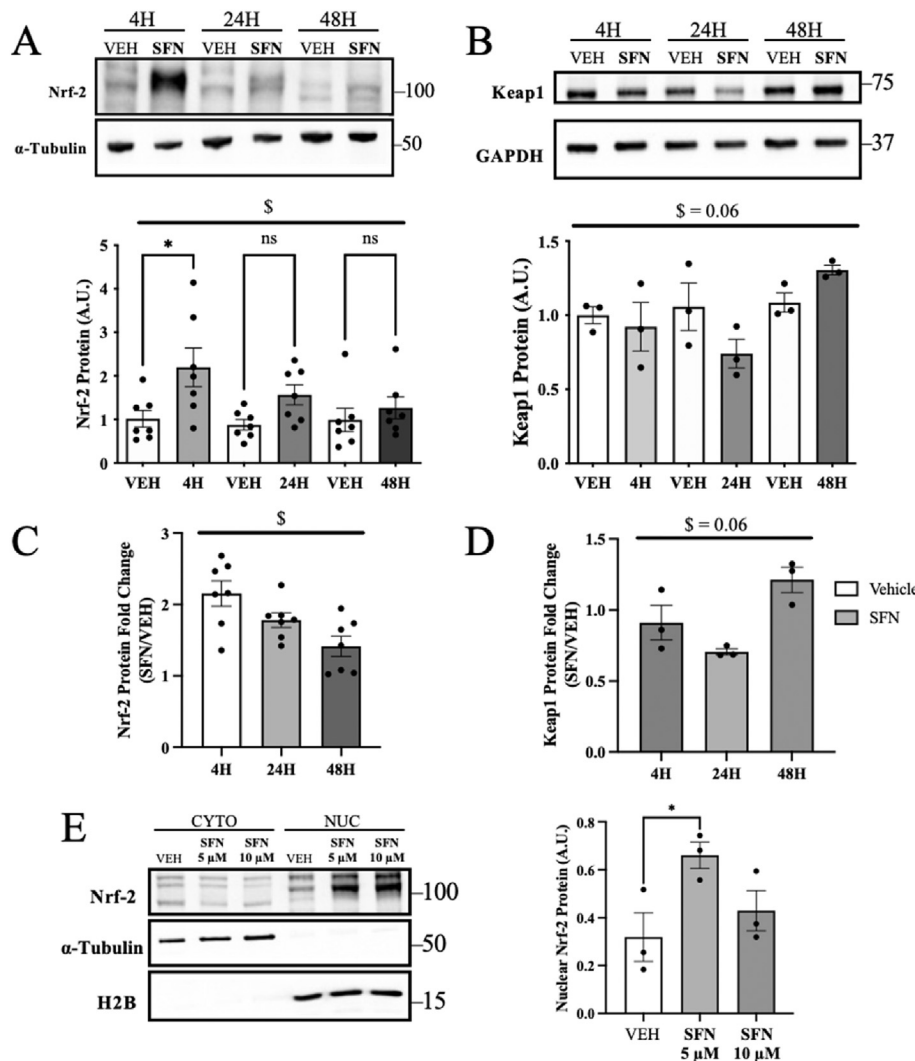 A
4H 24H 48H
VEH SFN VEH SFN VEH SFN
Nrf-2
100
α-Tubulin
50
$
* ns ns
Nrf-2 Protein (A.U.)
5
4
3
2
1
0
VEH 4H VEH 24H VEH 48H
B
4H 24H 48H
VEH SFN VEH SFN VEH SFN
Keap1
75
GAPDH
37
$ = 0.06
Keap1 Protein (A.U.)
1.5
1.0
0.5
0.0
VEH 4H VEH 24H VEH 48H
C
$
Nrf-2 Protein Fold Change
(SFN/VEH)
3
2
1
0
4H 24H 48H
D
$ = 0.06
Keap1 Protein Fold Change
(SFN/VEH)
1.5
1.0
0.5
0.0
4H 24H 48H
Vehicle
SFN
E
CYTO NUC
VEH SFN 5 µM SFN 10 µM VEH SFN 5 µM SFN 10 µM
Nrf-2
100
α-Tubulin
50
H2B
15
*
Nuclear Nrf-2 Protein (A.U.)
0.8
0.6
0.4
0.2
0.0
VEH SFN SFN
5 µM 10 µM